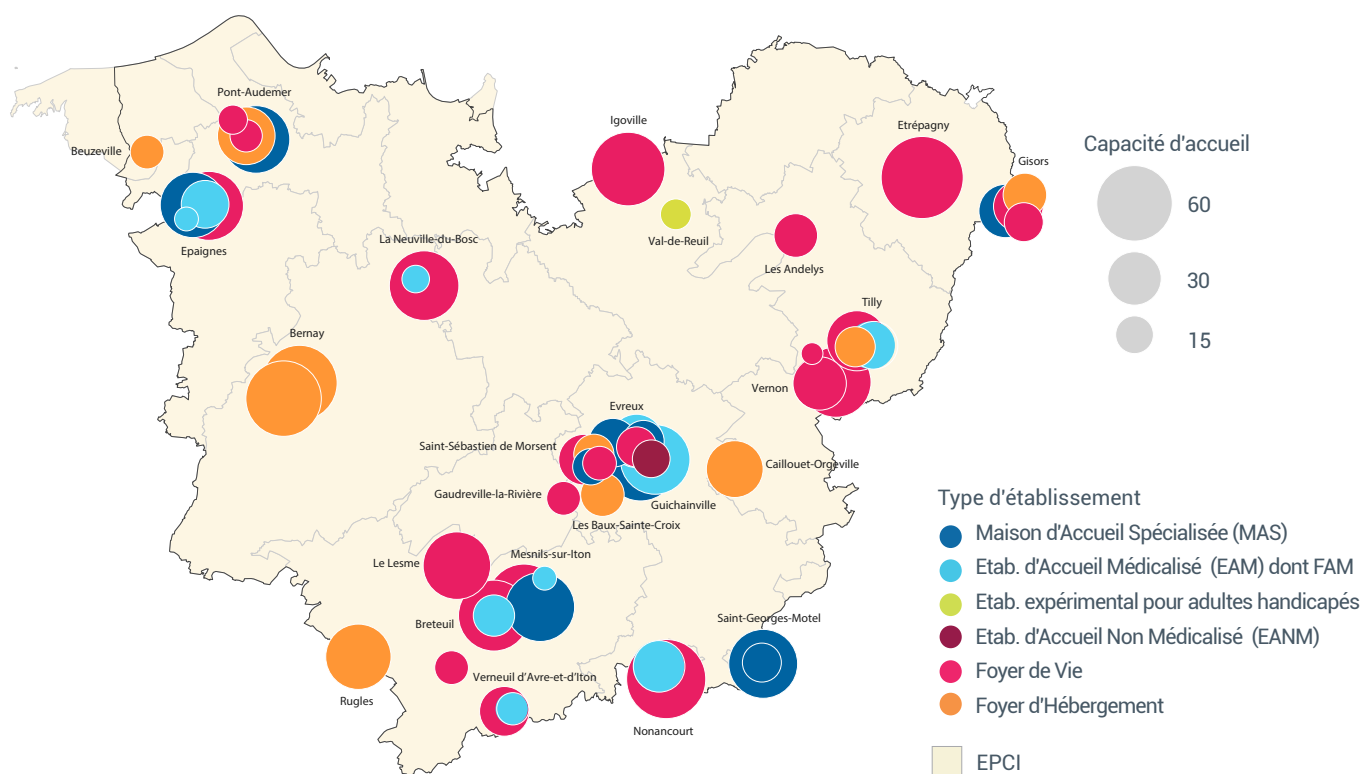 Pont-Audemer
Beuzeville
Epaignes
La Neuville-du-Bosc
Bernay
Igoville
Val-de-Reuil
Etrépagny
Gisors
Les Andelys
Tilly
Vernon
Evreux
Saint-Sébastien de Morsent
Caillouet-Orgeville
Gaudreville-la-Rivière
Guichainville
Les Baux-Sainte-Croix
Le Lesme
Mesnils-sur-Iton
Breteuil
Saint-Georges-Motel
Rugles
Verneuil d'Avre-et-d'Iton
Nonancourt
Capacité d'accueil
60
30
15
Type d'établissement
Maison d'Accueil Spécialisée (MAS)
Etab. d'Accueil Médicalisé (EAM) dont FAM
Etab. expérimental pour adultes handicapés
Etab. d'Accueil Non Médicalisé (EANM)
Foyer de Vie
Foyer d'Hébergement
EPCI